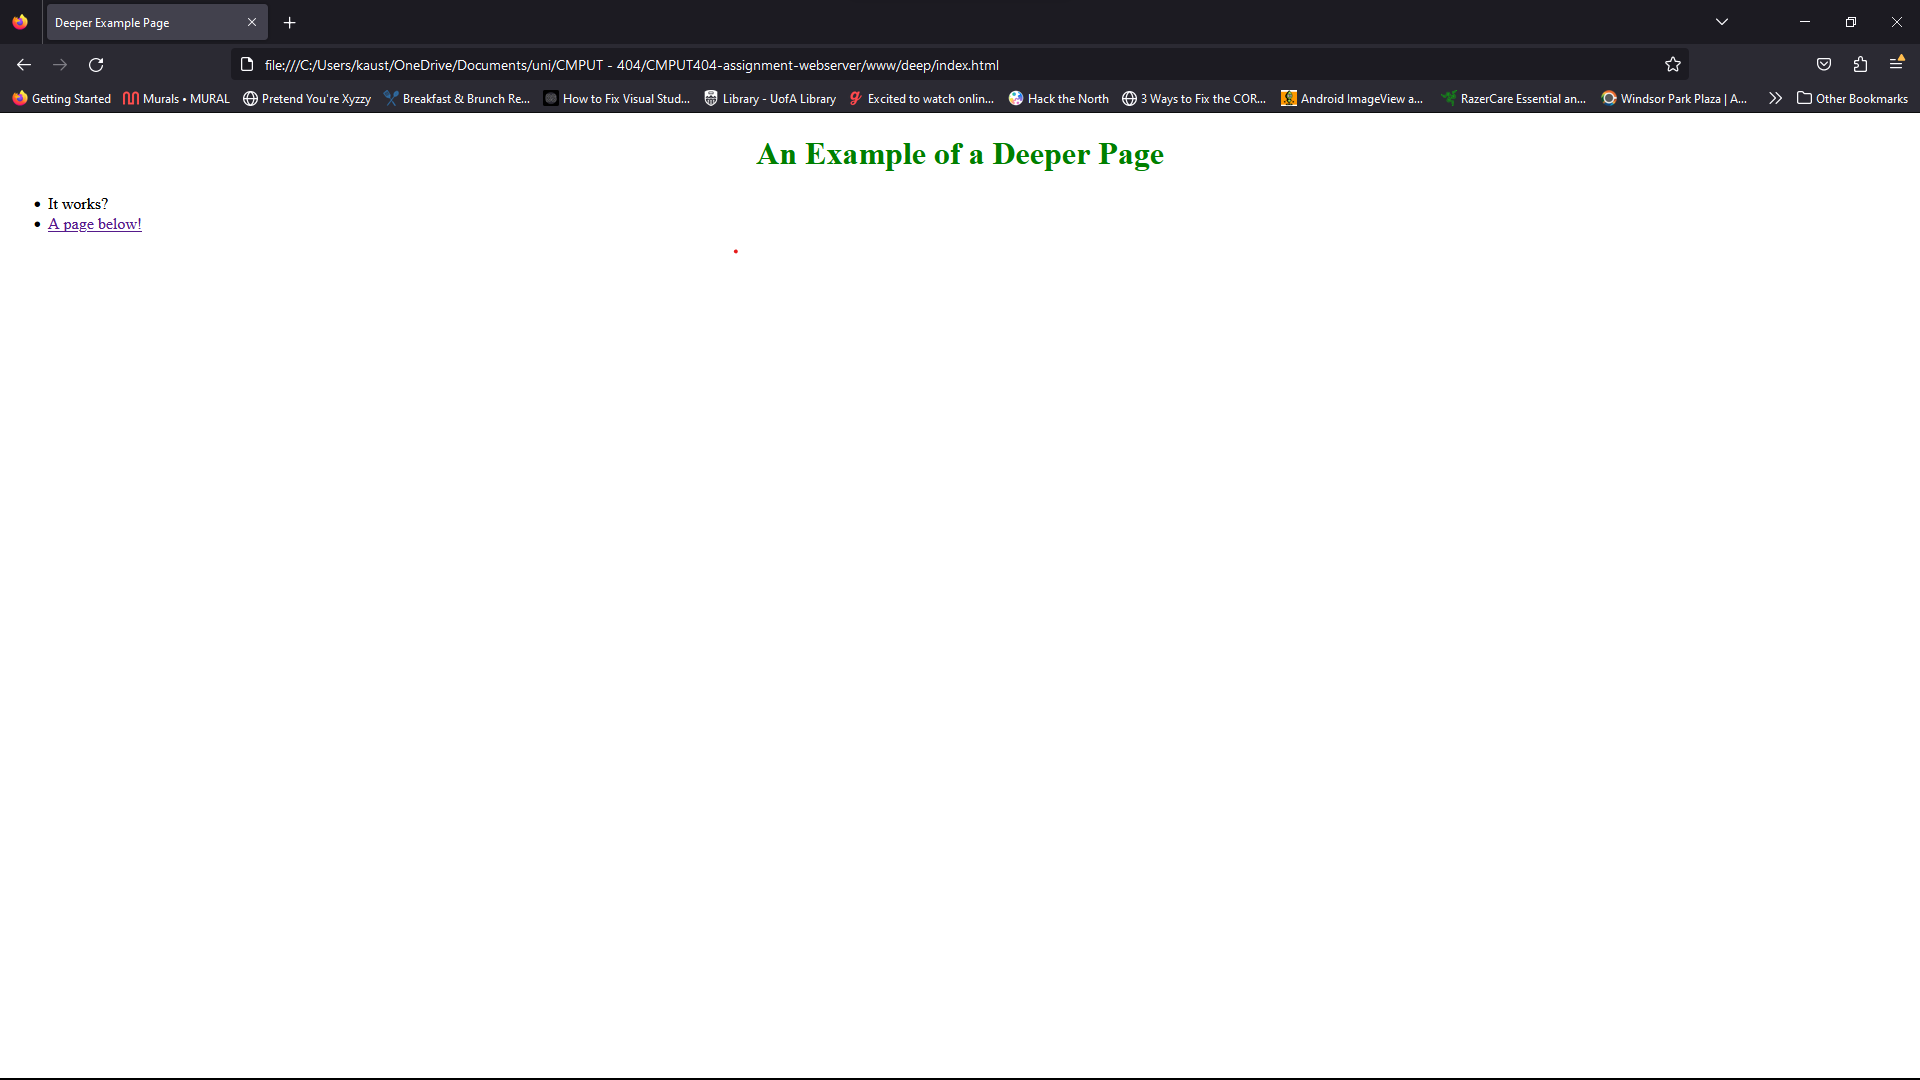 Deeper Example Page
file:///C:/Users/kaust/OneDrive/Documents/uni/CMPUT - 404/CMPUT404-assignment-webserver/www/deep/index.html
Getting Started Murals • MURAL Pretend You're Xyzzy Breakfast & Brunch Re... How to Fix Visual Stud... Library - UofA Library Excited to watch onlin... Hack the North 3 Ways to Fix the COR... Android ImageView a... RazerCare Essential an... Windsor Park Plaza | A... Other Bookmarks
An Example of a Deeper Page
• It works?
• A page below!